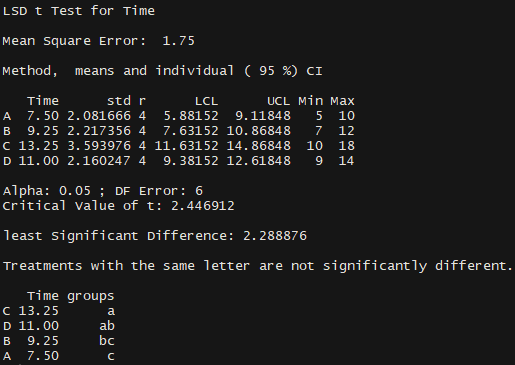 LSD t Test for Time
Mean Square Error:  1.75
Method,  means and individual ( 95 %) CI
   Time      std r      LCL      UCL Min Max
A  7.50 2.081666 4  5.88152  9.11848   5  10
B  9.25 2.217356 4  7.63152 10.86848   7  12
C 13.25 3.593976 4 11.63152 14.86848  10  18
D 11.00 2.160247 4  9.38152 12.61848   9  14
Alpha: 0.05 ; DF Error: 6
Critical Value of t: 2.446912
least Significant Difference: 2.288876
Treatments with the same letter are not significantly different.
   Time groups
C 13.25      a
D 11.00     ab
B  9.25     bc
A  7.50      c